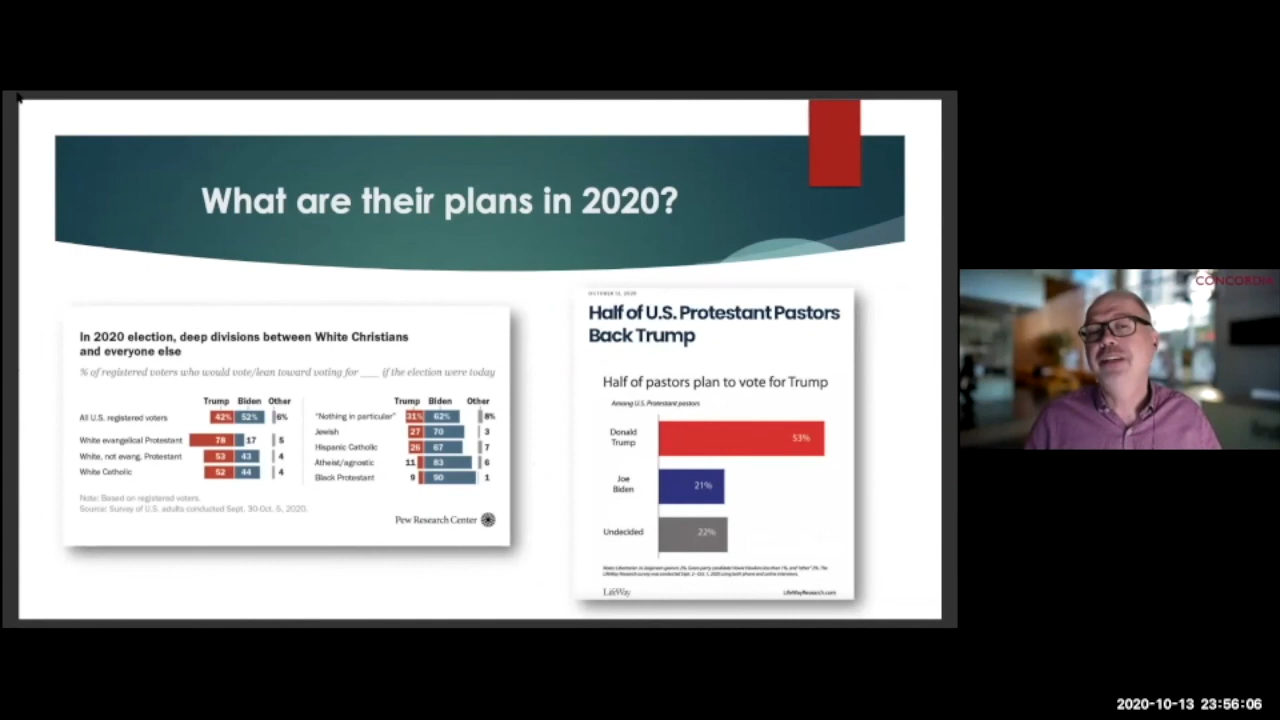 What are their plans in 2020?
In 2020 election, deep divisions between White Christians
and everyone else
% of registered voters who would vote/lean toward voting for ___ if the election were today
Trump Biden Other
All U.S. registered voters 42% 52% 6%
White evangelical Protestant 78 17 5
White, not evang. Protestant 53 43 4
White Catholic 52 44 4
Trump Biden Other
"Nothing in particular" 31% 62% 8%
Jewish 27 70 3
Hispanic Catholic 26 67 7
Atheist/agnostic 11 83 6
Black Protestant 9 90 1
Note: Based on registered voters.
Source: Survey of U.S. adults conducted Sept. 30-Oct. 5, 2020.
Pew Research Center
Half of U.S. Protestant Pastors
Back Trump
Half of pastors plan to vote for Trump
Among U.S. Protestant pastors
Donald
Trump
53%
Joe
Biden
21%
Undecided
22%
LifeWay
LifeWayResearch.com
CONCORDIA
2020-10-13 23:56:06